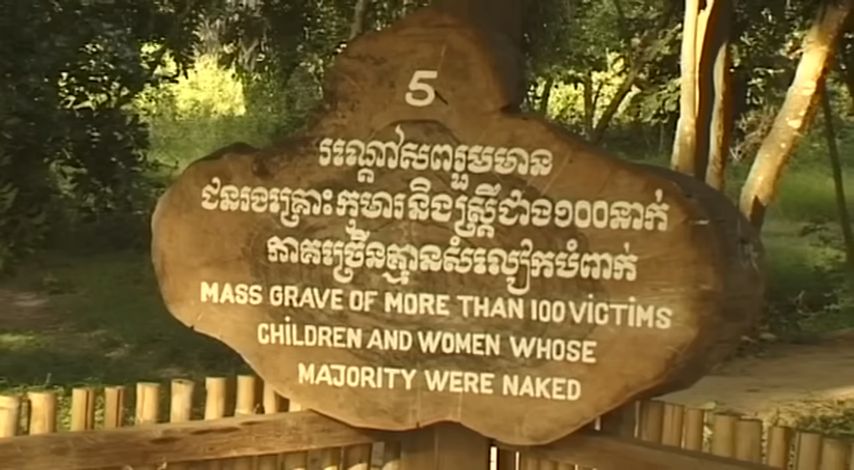 5
រណ្តៅសពរួមមាន
ជនរងគ្រោះកុមារនិងស្ត្រីជាង១០០នាក់
ភាគច្រើនគ្មានសំលៀកបំពាក់
MASS GRAVE OF MORE THAN 100 ViCTiMS
CHiLDREN AND WOMEN WHOSE
MAJORiTY WERE NAKED